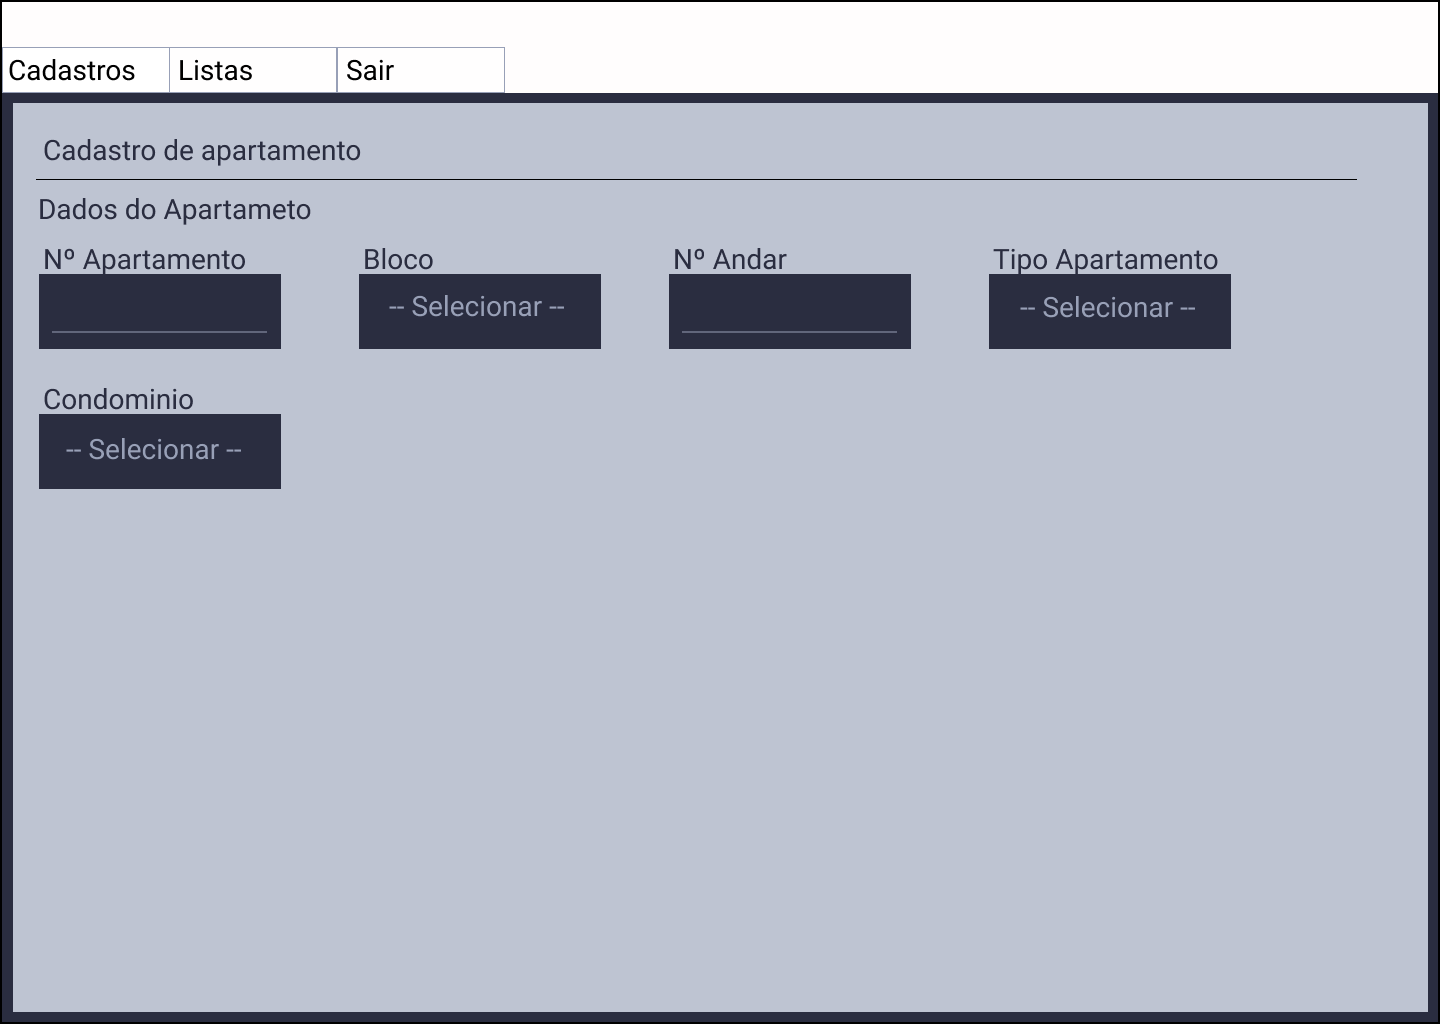 Cadastros Listas Sair
Cadastro de apartamento
Dados do Apartameto
Nº Apartamento Bloco Nº Andar Tipo Apartamento
-- Selecionar -- -- Selecionar --
Condominio
-- Selecionar --